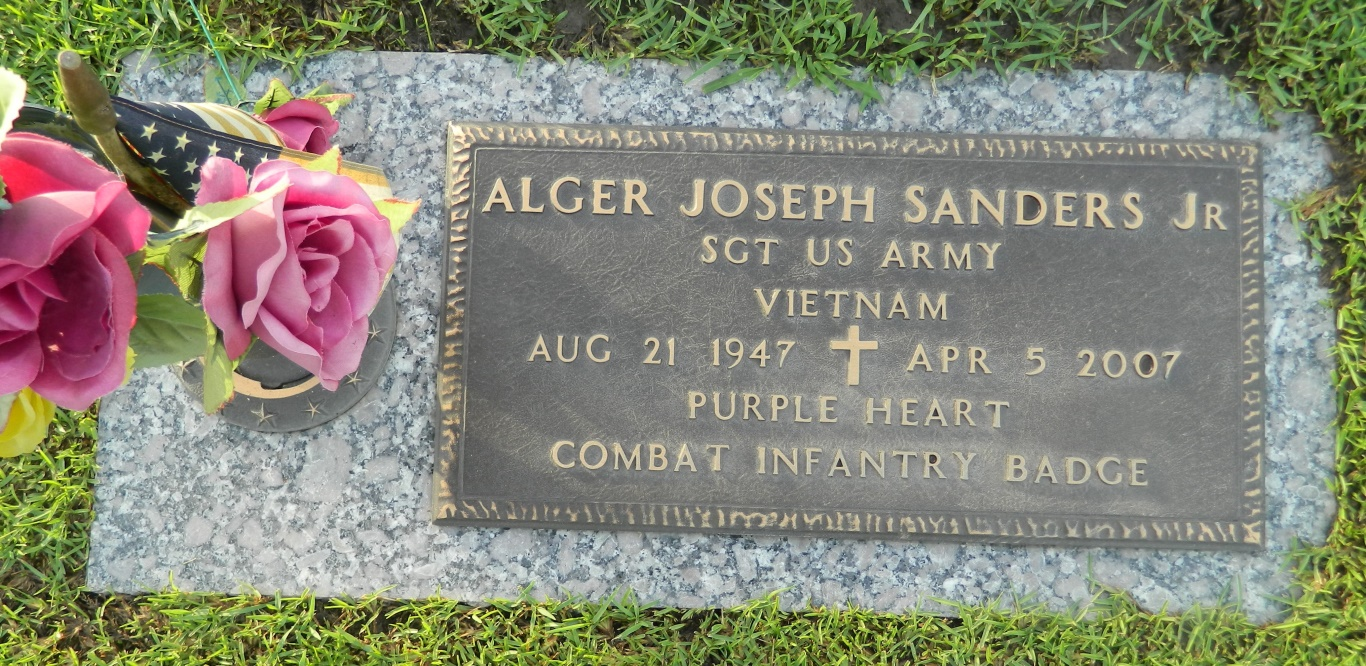 ALGER JOSEPH SANDERS JR
SGT US ARMY
VIETNAM
AUG 21 1947 APR 5 2007
PURPLE HEART
COMBAT INFANTRY BADGE